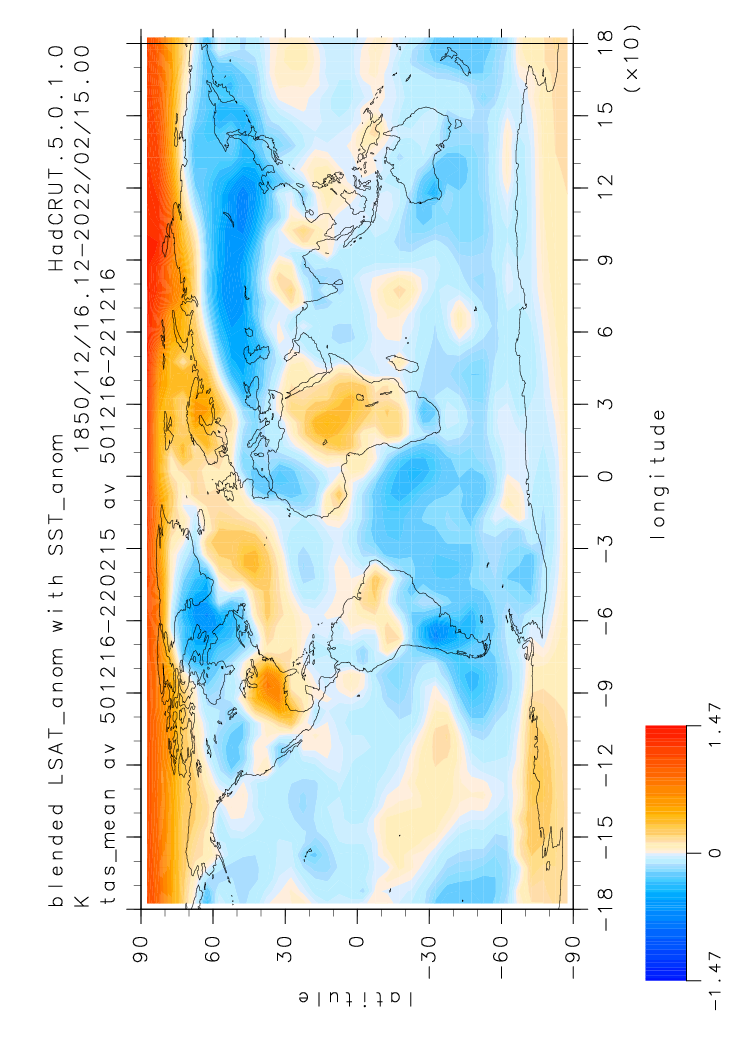 blended LSAT_anom with SST_anom HadCRUT.5.0.1.0
K 1850/12/16.12-2022/02/15.00
tas_mean av 501216-220215 av 501216-221216
latitude
90 60 30 0 -30 -60 -90
-18 -15 -12 -9 -6 -3 0 3 6 9 12 15 18
(x10)
longitude
-1.47 0 1.47